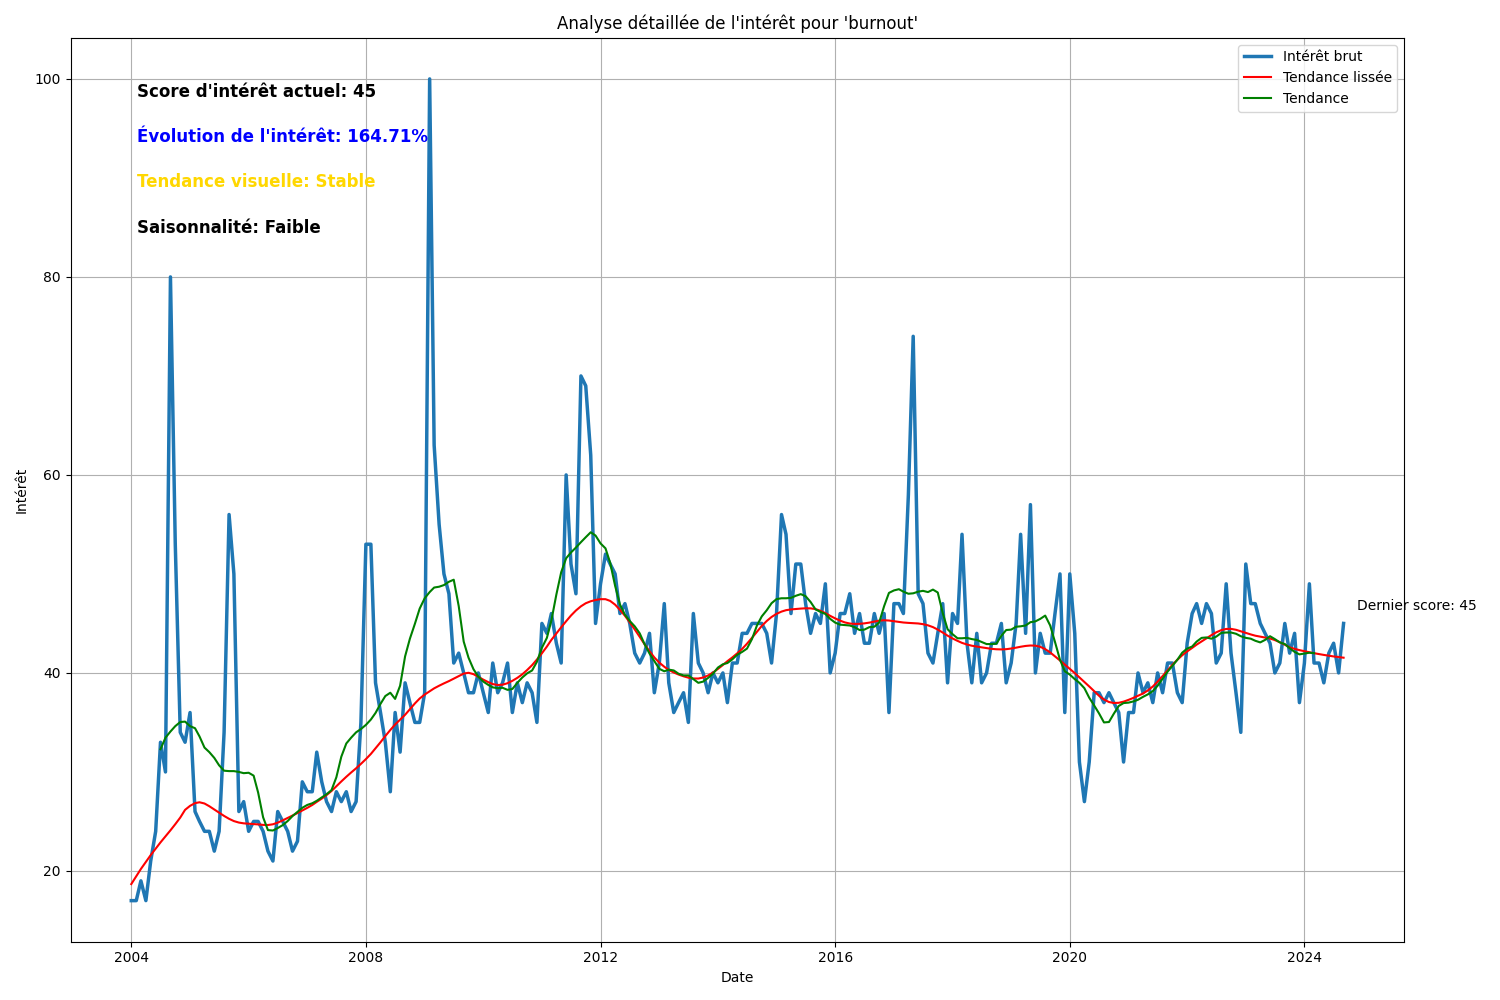 Analyse détaillée de l'intérêt pour 'burnout'
Intérêt brut
Tendance lissée
Tendance
Score d'intérêt actuel: 45
Évolution de l'intérêt: 164.71%
Tendance visuelle: Stable
Saisonnalité: Faible
100
80
60
40
20
Intérêt
Dernier score: 45
2004 2008 2012 2016 2020 2024
Date